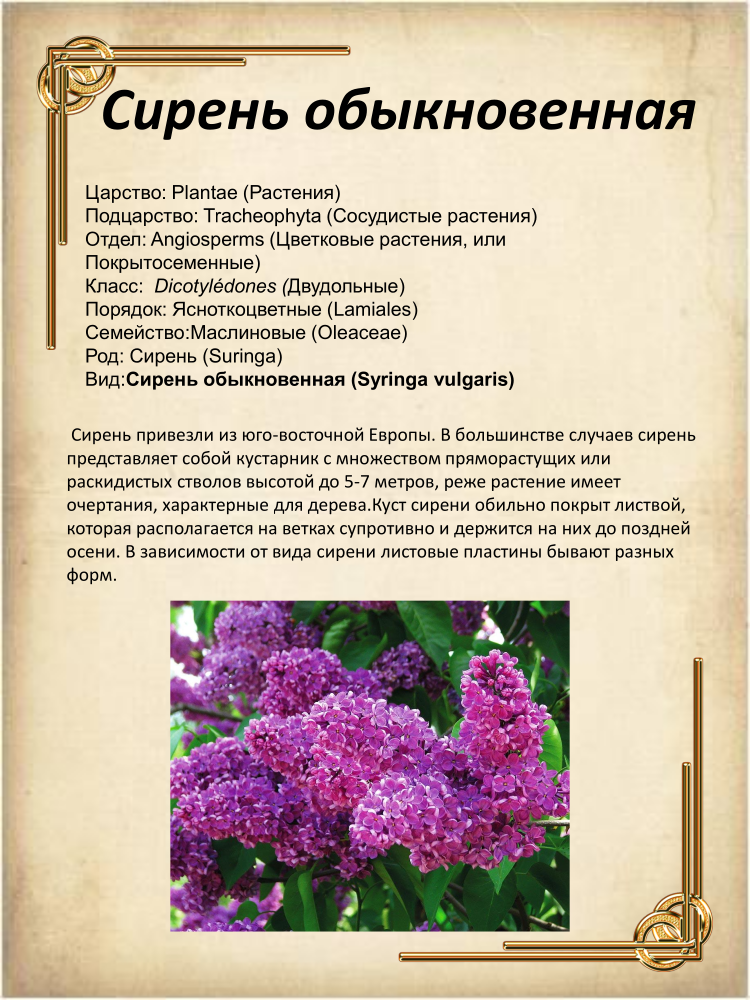 Сирень обыкновенная
Царство: Plantae (Растения)
Подцарство: Tracheophyta (Сосудистые растения)
Отдел: Angiosperms (Цветковые растения, или
Покрытосеменные)
Класс: Dicotylédones (Двудольные)
Порядок: Ясноткоцветные (Lamiales)
Семейство:Маслиновые (Oleaceae)
Род: Сирень (Suringa)
Вид:Сирень обыкновенная (Syringa vulgaris)
Сирень привезли из юго-восточной Европы. В большинстве случаев сирень
представляет собой кустарник с множеством пряморастущих или
раскидистых стволов высотой до 5-7 метров, реже растение имеет
очертания, характерные для дерева.Куст сирени обильно покрыт листвой,
которая располагается на ветках супротивно и держится на них до поздней
осени. В зависимости от вида сирени листовые пластины бывают разных
форм.